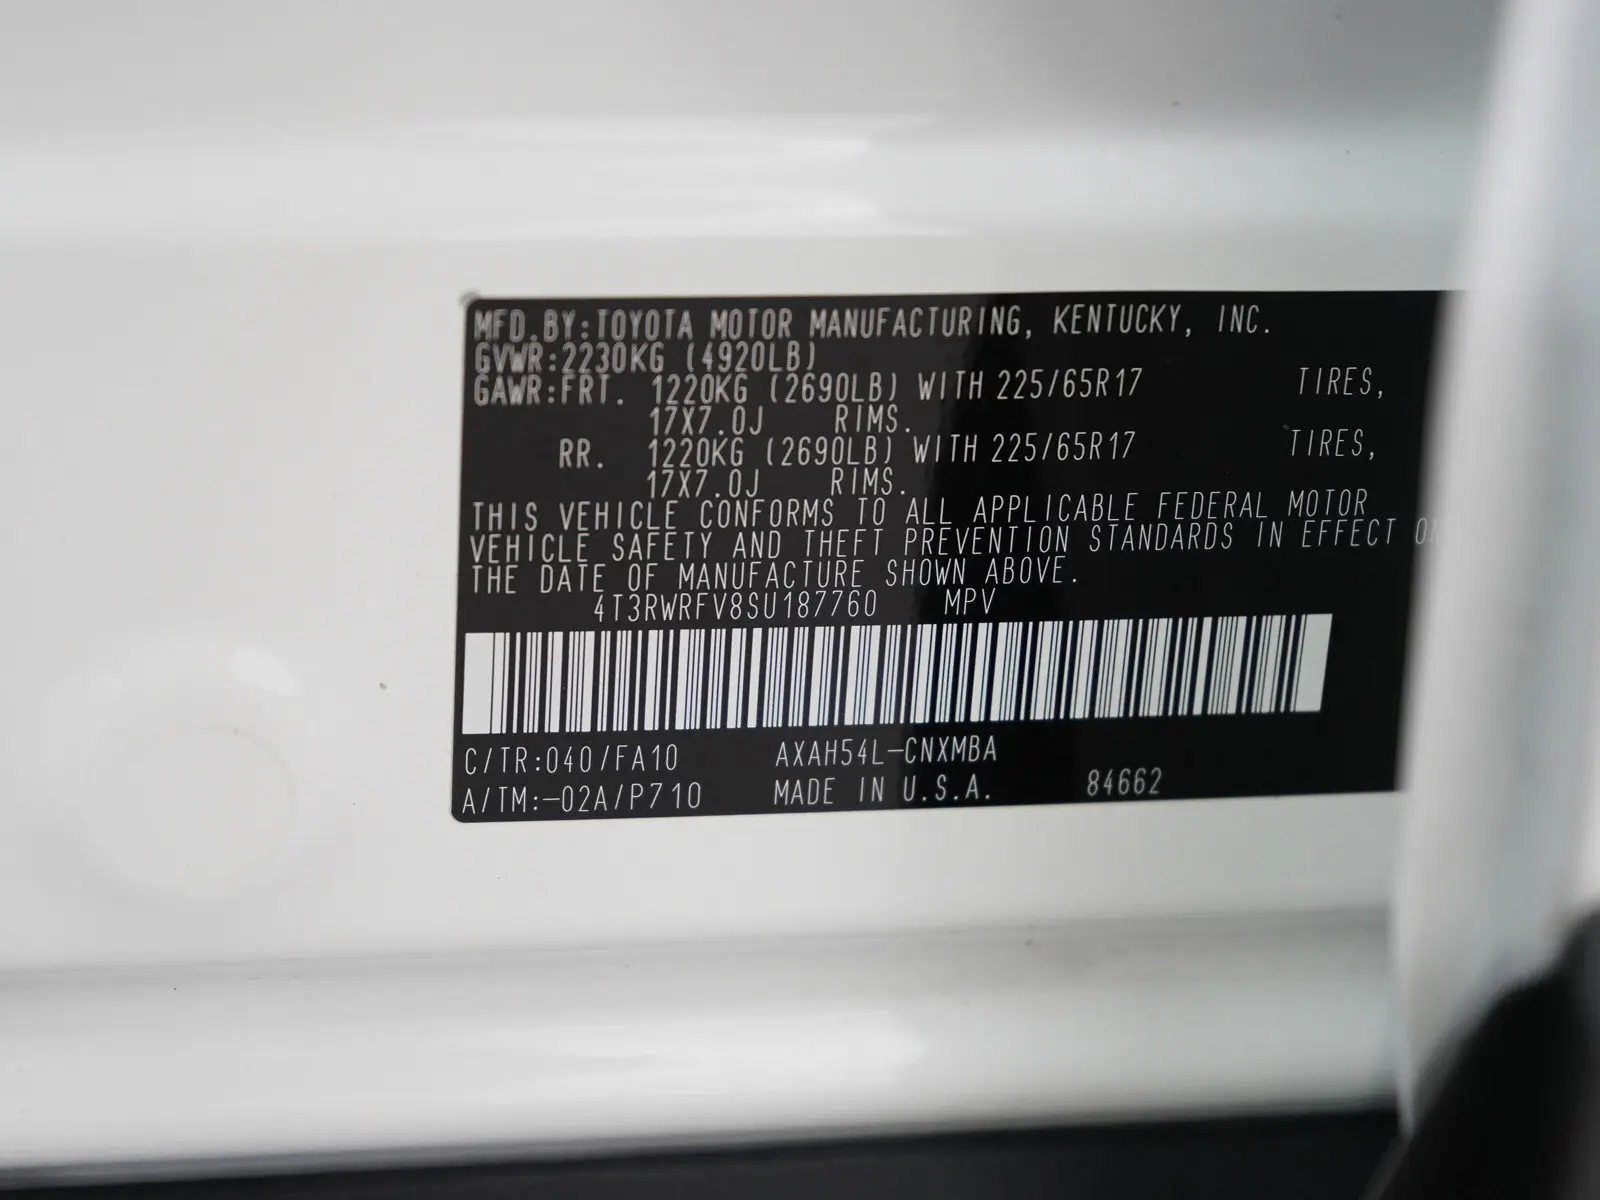 MFD.BY:TOYOTA MOTOR MANUFACTURING, KENTUCKY, INC.
GVWR:2230KG (4920LB)
GAWR:FRT. 1220KG (2690LB) WITH 225/65R17 TIRES,
17X7.0J RIMS.
RR. 1220KG (2690LB) WITH 225/65R17 TIRES,
17X7.0J RIMS.
THIS VEHICLE CONFORMS TO ALL APPLICABLE FEDERAL MOTOR
VEHICLE SAFETY AND THEFT PREVENTION STANDARDS IN EFFECT
THE DATE OF MANUFACTURE SHOWN ABOVE.
4T3RWRFV8SU187760 MPV
C/TR:040/FA10 AXAH54L-CNXMBA
A/TM:-02A/P710 MADE IN U.S.A. 84662